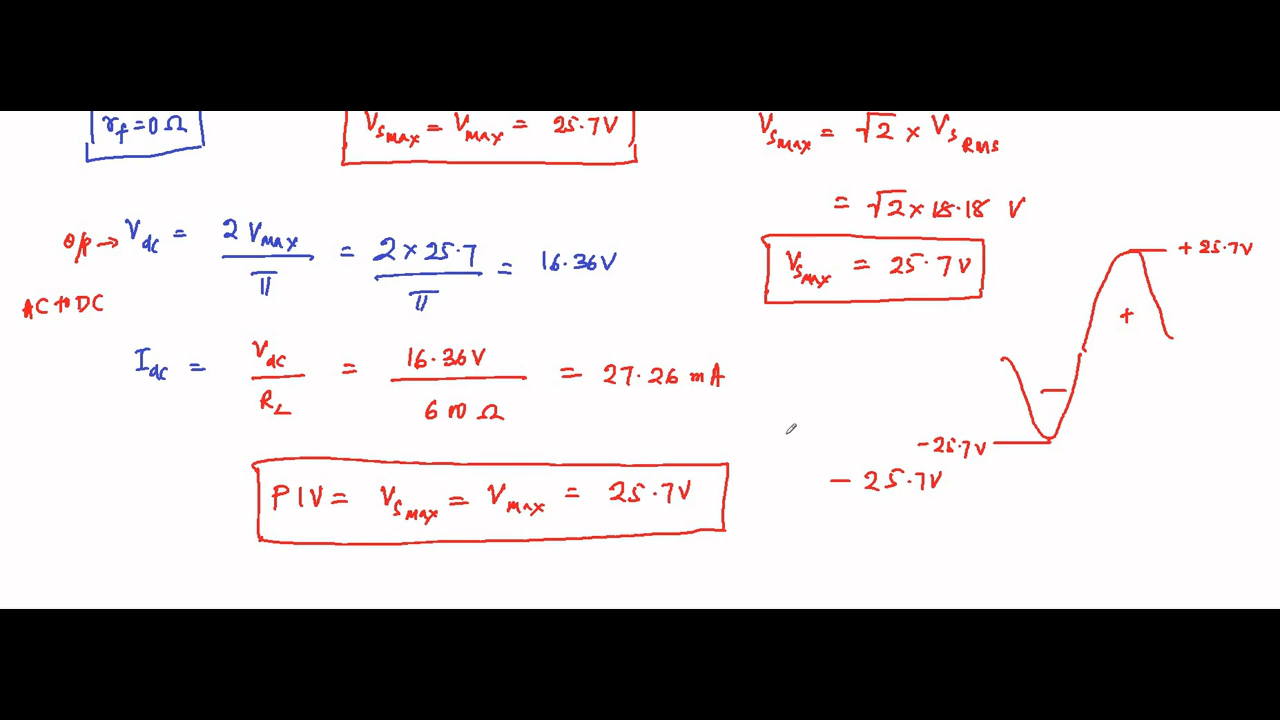 r_f = 0 Ω
V_SMAX = V_MAX = 25.7V
V_SMAX = √2 × V_S RMS
= √2 × 18.18 V
V_SMAX = 25.7V
O/P → V_dc = 2 V_MAX / π = 2 × 25.7 / π = 16.36V
AC to DC
I_dc = V_dc / R_L = 16.36V / 600 Ω = 27.26 mA
PIV = V_SMAX = V_MAX = 25.7V
+ 25.7V
+
−
− 25.7V
− 25.7V